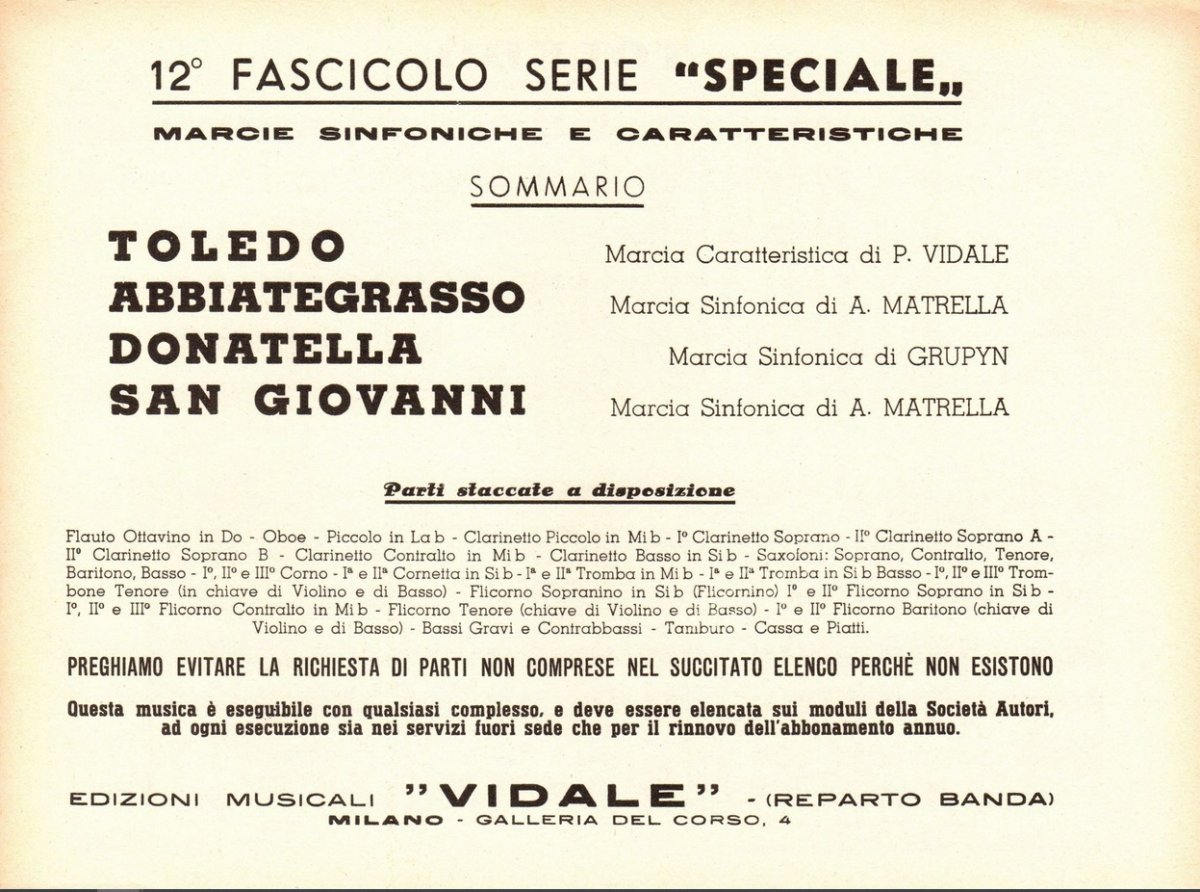 12° FASCICOLO SERIE “SPECIALE„
MARCIE SINFONICHE E CARATTERISTICHE
SOMMARIO
TOLEDO Marcia Caratteristica di P. VIDALE
ABBIATEGRASSO Marcia Sinfonica di A. MATRELLA
DONATELLA Marcia Sinfonica di GRUPYN
SAN GIOVANNI Marcia Sinfonica di A. MATRELLA
Parti staccate a disposizione
Flauto Ottavino in Do - Oboe - Piccolo in La b - Clarinetto Piccolo in Mi b - I° Clarinetto Soprano - II° Clarinetto Soprano A -
II° Clarinetto Soprano B - Clarinetto Contralto in Mi b - Clarinetto Basso in Si b - Saxofoni: Soprano, Contralto, Tenore,
Baritono, Basso - I°, II° e III° Corno - Iª e IIª Cornetta in Si b - Iª e IIª Tromba in Mi b - Iª e IIª Tromba in Si b Basso - I°, II° e III° Trom-
bone Tenore (in chiave di Violino e di Basso) - Flicorno Sopranino in Si b (Flicornino) I° e II° Flicorno Soprano in Si b -
I°, II° e III° Flicorno Contralto in Mi b - Flicorno Tenore (chiave di Violino e di Basso) - I° e II° Flicorno Baritono (chiave di
Violino e di Basso) - Bassi Gravi e Contrabbassi - Tamburo - Cassa e Piatti.
PREGHIAMO EVITARE LA RICHIESTA DI PARTI NON COMPRESE NEL SUCCITATO ELENCO PERCHÈ NON ESISTONO
Questa musica è eseguibile con qualsiasi complesso, e deve essere elencata sui moduli della Società Autori,
ad ogni esecuzione sia nei servizi fuori sede che per il rinnovo dell'abbonamento annuo.
EDIZIONI MUSICALI ”VIDALE” - (REPARTO BANDA)
MILANO - GALLERIA DEL CORSO, 4